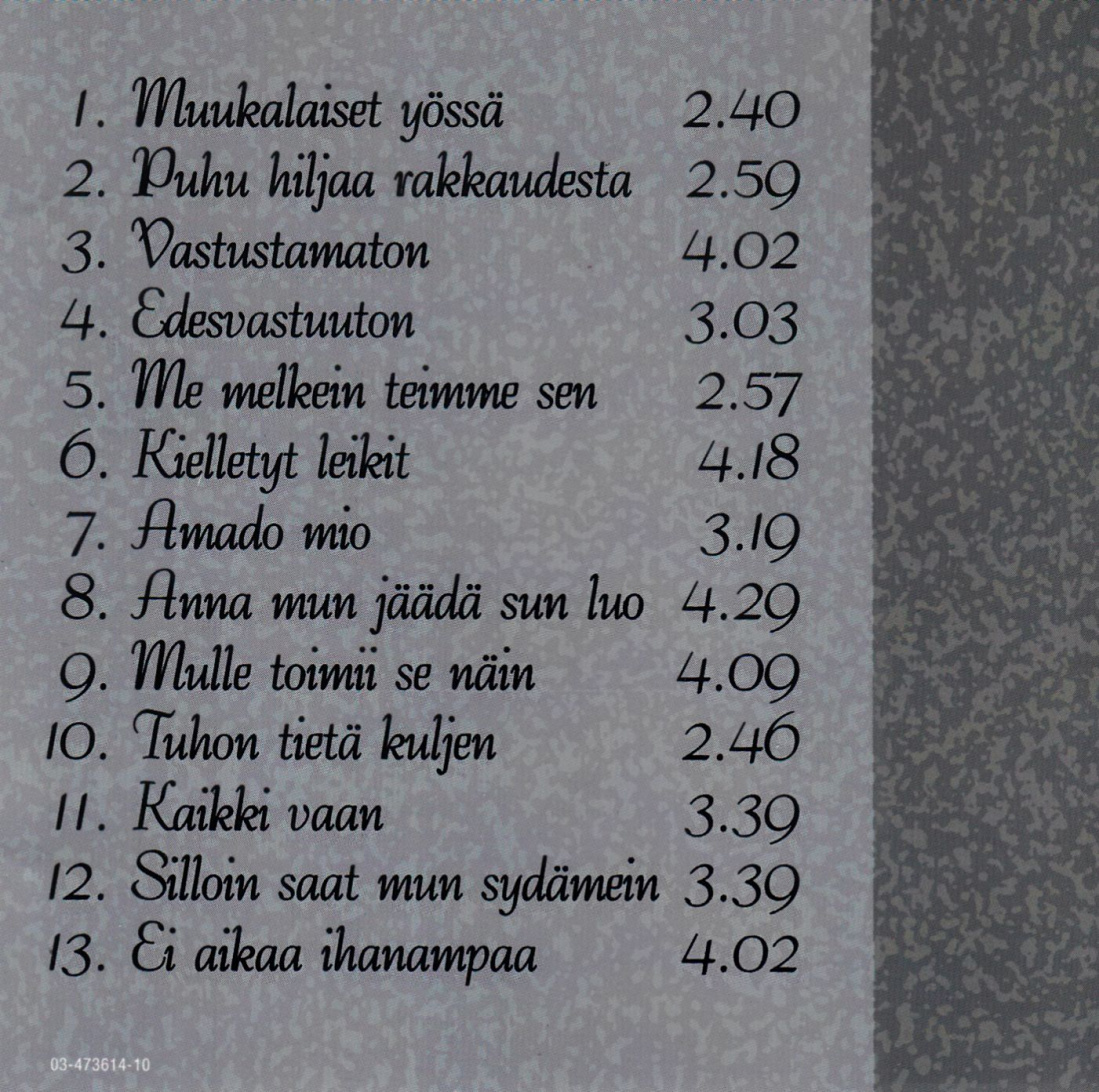 1. Muukalaiset yössä 2.40
2. Puhu hiljaa rakkaudesta 2.59
3. Vastustamaton 4.02
4. Edesvastuuton 3.03
5. Me melkein teimme sen 2.57
6. Kielletyt leikit 4.18
7. Amado mio 3.19
8. Anna mun jäädä sun luo 4.29
9. Mulle toimii se näin 4.09
10. Tuhon tietä kuljen 2.46
11. Kaikki vaan 3.39
12. Silloin saat mun sydämein 3.39
13. Ei aikaa ihanampaa 4.02
03-473614-10